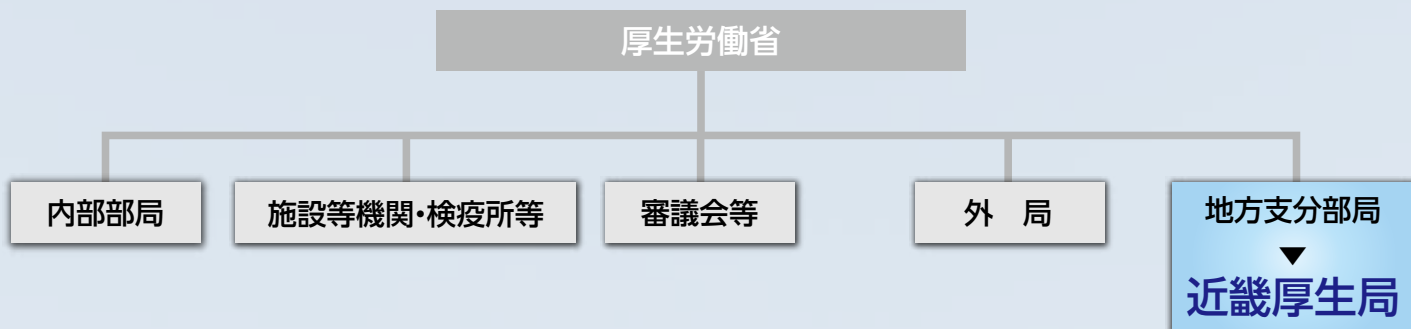 厚生労働省
内部部局
施設等機関・検疫所等
審議会等
外　局
地方支分部局
▼
近畿厚生局